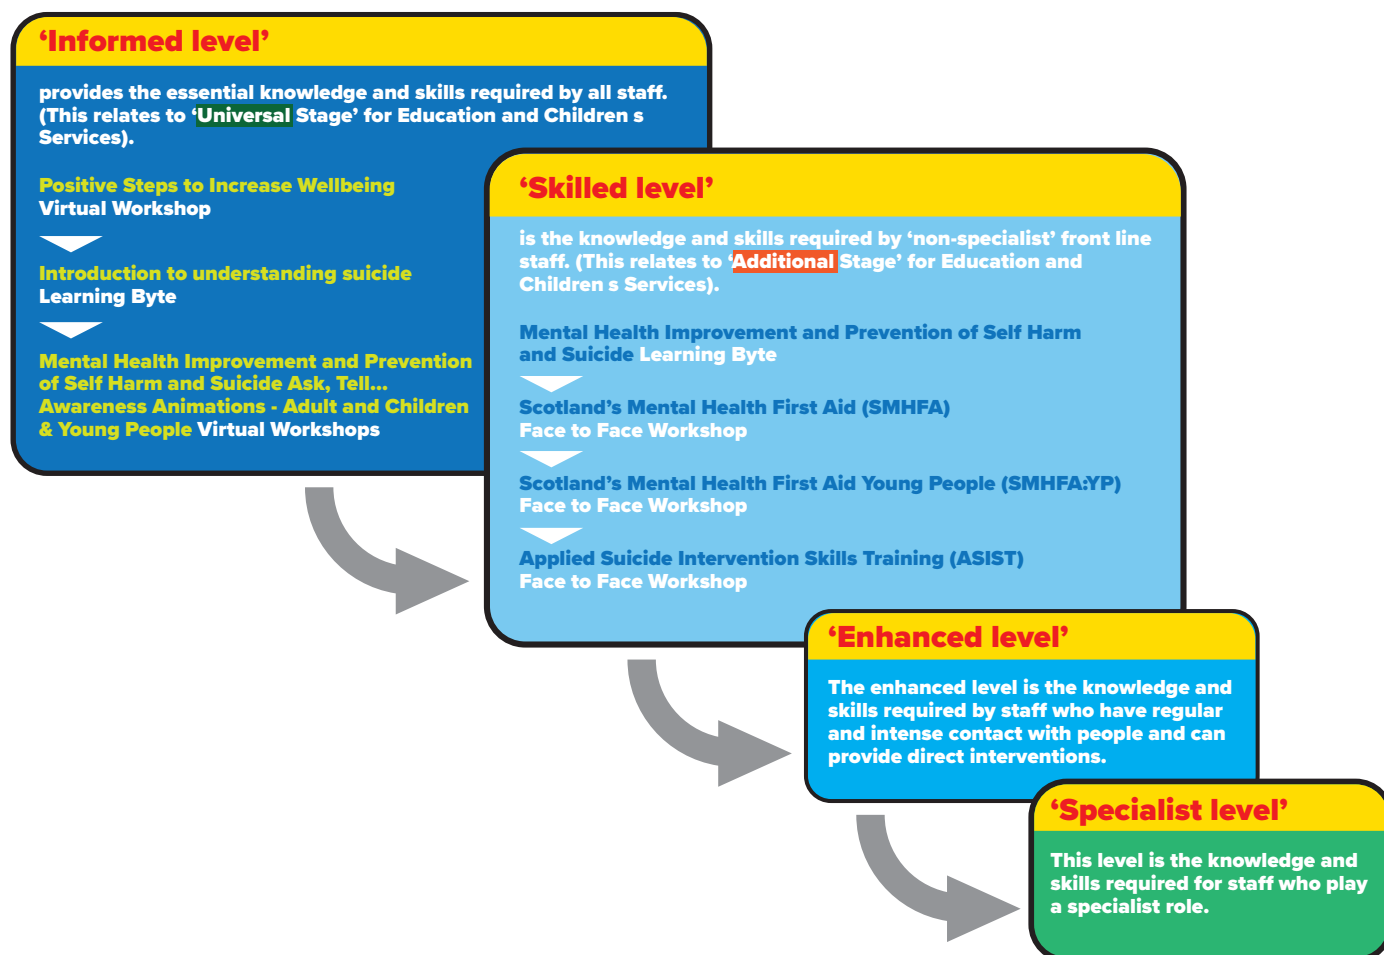 ‘Informed level’
provides the essential knowledge and skills required by all staff.
(This relates to ‘Universal Stage’ for Education and Children s
Services).
Positive Steps to Increase Wellbeing
Virtual Workshop
Introduction to understanding suicide
Learning Byte
Mental Health Improvement and Prevention
of Self Harm and Suicide Ask, Tell...
Awareness Animations - Adult and Children
& Young People Virtual Workshops
‘Skilled level’
is the knowledge and skills required by ‘non-specialist’ front line
staff. (This relates to ‘Additional Stage’ for Education and
Children s Services).
Mental Health Improvement and Prevention of Self Harm
and Suicide Learning Byte
Scotland’s Mental Health First Aid (SMHFA)
Face to Face Workshop
Scotland’s Mental Health First Aid Young People (SMHFA:YP)
Face to Face Workshop
Applied Suicide Intervention Skills Training (ASIST)
Face to Face Workshop
‘Enhanced level’
The enhanced level is the knowledge and
skills required by staff who have regular
and intense contact with people and can
provide direct interventions.
‘Specialist level’
This level is the knowledge and
skills required for staff who play
a specialist role.